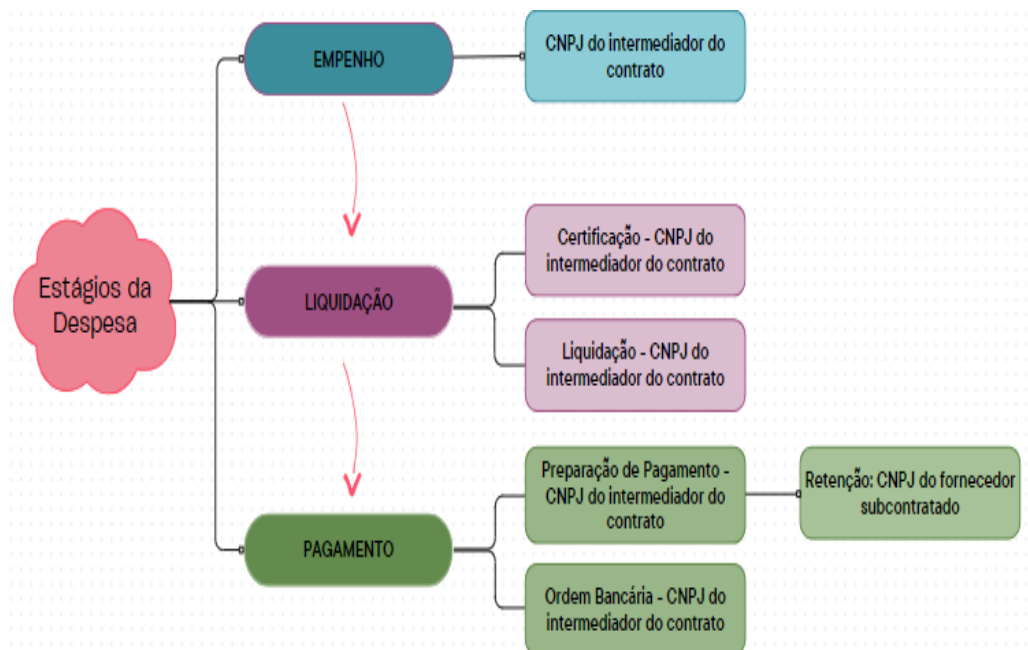 EMPENHO
CNPJ do intermediador do
contrato
Estágios da
Despesa
LIQUIDAÇÃO
Certificação - CNPJ do
intermediador do contrato
Liquidação - CNPJ do
intermediador do contrato
PAGAMENTO
Preparação de Pagamento -
CNPJ do intermediador do
contrato
Retenção: CNPJ do fornecedor
subcontratado
Ordem Bancária - CNPJ do
intermediador do contrato